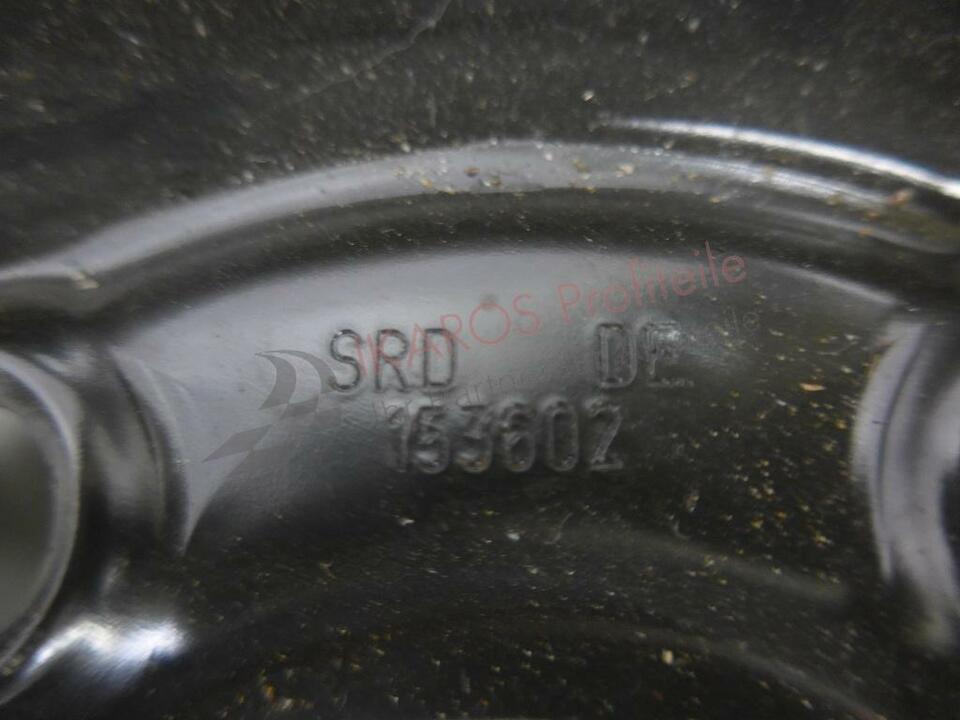 IKAROS Profiteile
SRD DE
153602